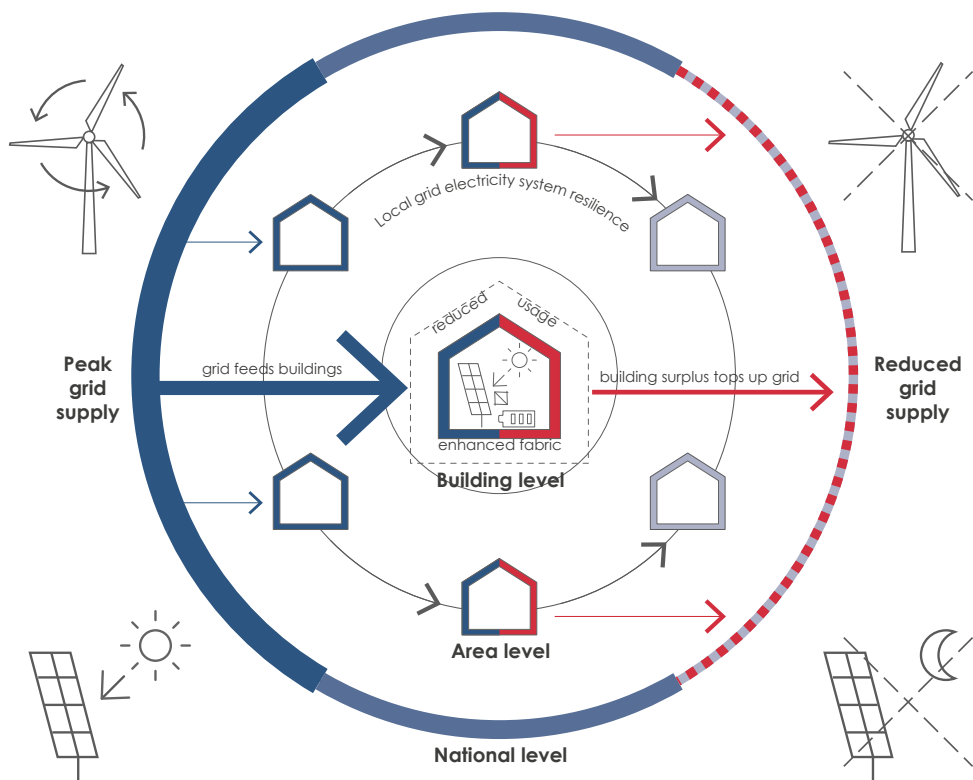 Local grid electricity system resilience
reduced
usage
Peak
grid
supply
grid feeds buildings
building surplus tops up grid
Reduced
grid
supply
enhanced fabric
Building level
Area level
National level